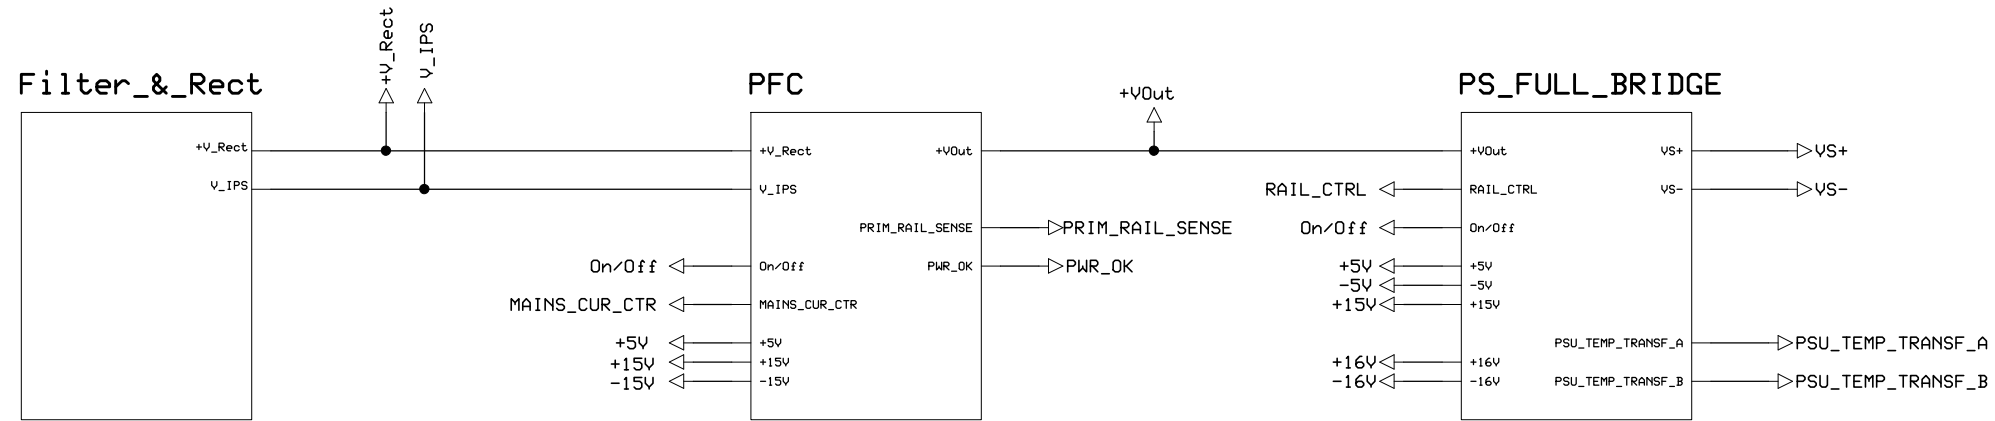 +V_Rect
V_IPS
Filter_&_Rect
+V_Rect
V_IPS
PFC
+V_Rect
V_IPS
On/Off
MAINS_CUR_CTR
+5V
+15V
-15V
On/Off
MAINS_CUR_CTR
+5V
+15V
-15V
+VOut
PRIM_RAIL_SENSE
PWR_OK
PRIM_RAIL_SENSE
PWR_OK
+VOut
PS_FULL_BRIDGE
+VOut
RAIL_CTRL
On/Off
+5V
-5V
+15V
+16V
-16V
RAIL_CTRL
On/Off
+5V
-5V
+15V
+16V
-16V
VS+
VS-
PSU_TEMP_TRANSF_A
PSU_TEMP_TRANSF_B
VS+
VS-
PSU_TEMP_TRANSF_A
PSU_TEMP_TRANSF_B